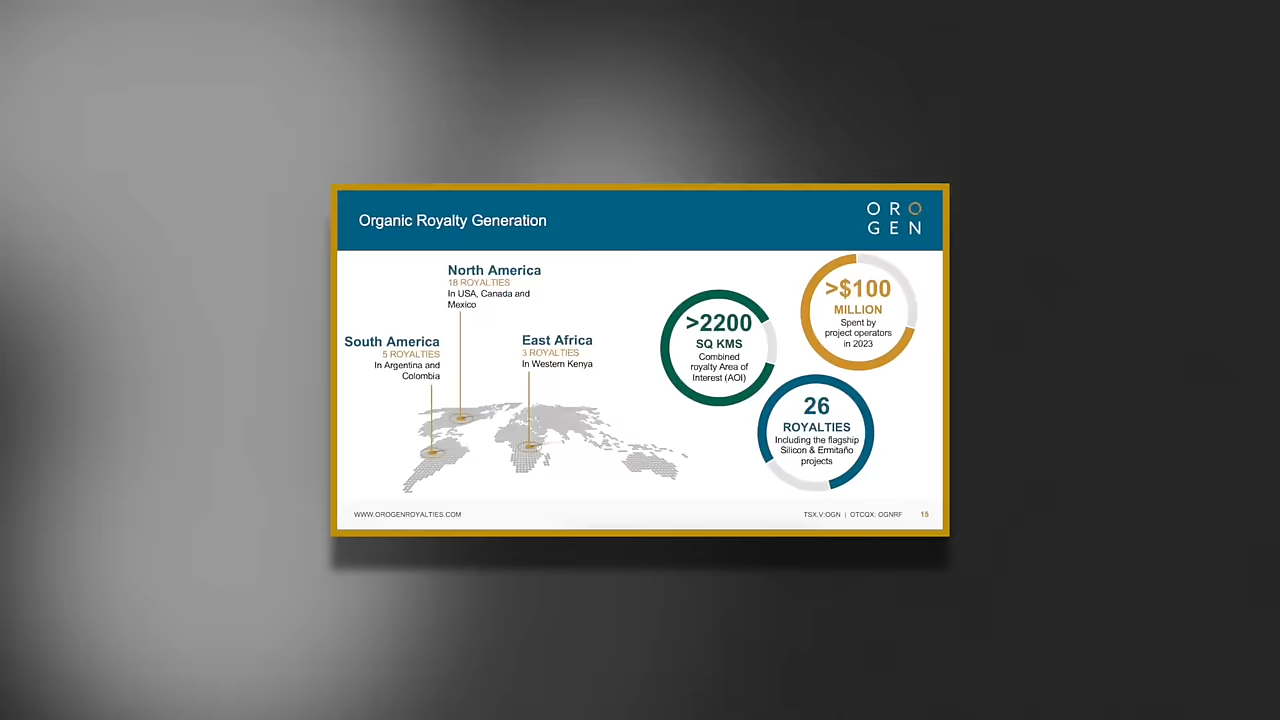 Organic Royalty Generation
ORO
GEN
North America
18 ROYALTIES
In USA, Canada and
Mexico
South America
5 ROYALTIES
In Argentina and
Colombia
East Africa
3 ROYALTIES
In Western Kenya
>2200
SQ KMS
Combined
royalty Area of
Interest (AOI)
>$100
MILLION
Spent by
project operators
in 2023
26
ROYALTIES
Including the flagship
Silicon & Ermitaño
projects
WWW.OROGENROYALTIES.COM
TSX.V:OGN | OTCQX: OGNRF 15